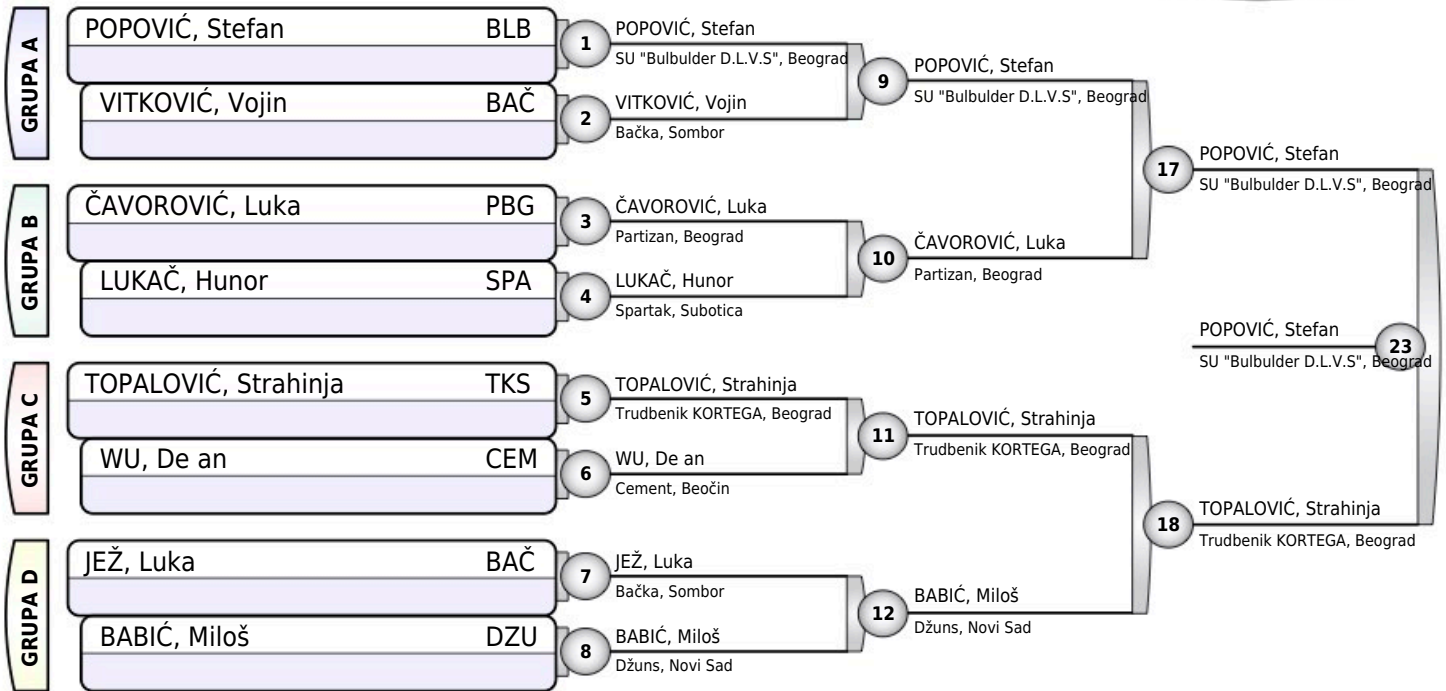 GRUPA A
POPOVIĆ, Stefan BLB
VITKOVIĆ, Vojin BAČ
GRUPA B
ČAVOROVIĆ, Luka PBG
LUKAČ, Hunor SPA
GRUPA C
TOPALOVIĆ, Strahinja TKS
WU, De an CEM
GRUPA D
JEŽ, Luka BAČ
BABIĆ, Miloš DZU
1
POPOVIĆ, Stefan
SU "Bulbulder D.L.V.S", Beograd
2
VITKOVIĆ, Vojin
Bačka, Sombor
3
ČAVOROVIĆ, Luka
Partizan, Beograd
4
LUKAČ, Hunor
Spartak, Subotica
5
TOPALOVIĆ, Strahinja
Trudbenik KORTEGA, Beograd
6
WU, De an
Cement, Beočin
7
JEŽ, Luka
Bačka, Sombor
8
BABIĆ, Miloš
Džuns, Novi Sad
9
POPOVIĆ, Stefan
SU "Bulbulder D.L.V.S", Beograd
10
ČAVOROVIĆ, Luka
Partizan, Beograd
11
TOPALOVIĆ, Strahinja
Trudbenik KORTEGA, Beograd
12
BABIĆ, Miloš
Džuns, Novi Sad
17
POPOVIĆ, Stefan
SU "Bulbulder D.L.V.S", Beograd
18
TOPALOVIĆ, Strahinja
Trudbenik KORTEGA, Beograd
POPOVIĆ, Stefan
23
SU "Bulbulder D.L.V.S", Beograd